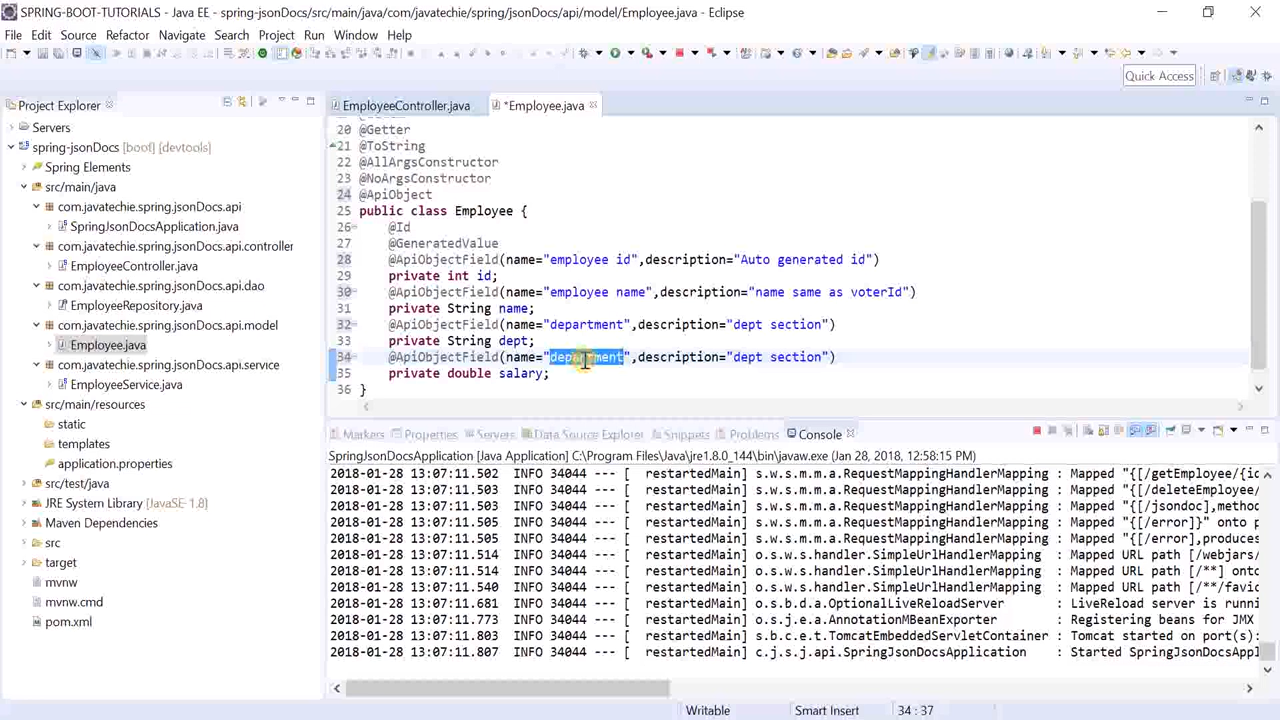 SPRING-BOOT-TUTORIALS - Java EE - spring-jsonDocs/src/main/java/com/javatechie/spring/jsonDocs/api/model/Employee.java - Eclipse
File Edit Source Refactor Navigate Search Project Run Window Help
Quick Access
Project Explorer
Servers
spring-jsonDocs [boot] [devtools]
Spring Elements
src/main/java
com.javatechie.spring.jsonDocs.api
SpringJsonDocsApplication.java
com.javatechie.spring.jsonDocs.api.controller
EmployeeController.java
com.javatechie.spring.jsonDocs.api.dao
EmployeeRepository.java
com.javatechie.spring.jsonDocs.api.model
Employee.java
com.javatechie.spring.jsonDocs.api.service
EmployeeService.java
src/main/resources
static
templates
application.properties
src/test/java
JRE System Library [JavaSE-1.8]
Maven Dependencies
src
target
mvnw
mvnw.cmd
pom.xml
EmployeeController.java *Employee.java
20 @Getter
21 @ToString
22 @AllArgsConstructor
23 @NoArgsConstructor
24 @ApiObject
25 public class Employee {
26 @Id
27 @GeneratedValue
28 @ApiObjectField(name="employee id",description="Auto generated id")
29 private int id;
30 @ApiObjectField(name="employee name",description="name same as voterId")
31 private String name;
32 @ApiObjectField(name="department",description="dept section")
33 private String dept;
34 @ApiObjectField(name="department",description="dept section")
35 private double salary;
36 }
Markers Properties Servers Data Source Explorer Snippets Problems Console
SpringJsonDocsApplication [Java Application] C:\Program Files\Java\jre1.8.0_144\bin\javaw.exe (Jan 28, 2018, 12:58:15 PM)
2018-01-28 13:07:11.502 INFO 34044 --- [ restartedMain] s.w.s.m.m.a.RequestMappingHandlerMapping : Mapped "{[/getEmployee/{id
2018-01-28 13:07:11.503 INFO 34044 --- [ restartedMain] s.w.s.m.m.a.RequestMappingHandlerMapping : Mapped "{[/deleteEmployee/
2018-01-28 13:07:11.503 INFO 34044 --- [ restartedMain] s.w.s.m.m.a.RequestMappingHandlerMapping : Mapped "{[/jsondoc],method
2018-01-28 13:07:11.505 INFO 34044 --- [ restartedMain] s.w.s.m.m.a.RequestMappingHandlerMapping : Mapped "{[/error]}" onto p
2018-01-28 13:07:11.505 INFO 34044 --- [ restartedMain] s.w.s.m.m.a.RequestMappingHandlerMapping : Mapped "{[/error],produces
2018-01-28 13:07:11.514 INFO 34044 --- [ restartedMain] o.s.w.s.handler.SimpleUrlHandlerMapping : Mapped URL path [/webjars/
2018-01-28 13:07:11.514 INFO 34044 --- [ restartedMain] o.s.w.s.handler.SimpleUrlHandlerMapping : Mapped URL path [/**] onto
2018-01-28 13:07:11.540 INFO 34044 --- [ restartedMain] o.s.w.s.handler.SimpleUrlHandlerMapping : Mapped URL path [/**/favic
2018-01-28 13:07:11.681 INFO 34044 --- [ restartedMain] o.s.b.d.a.OptionalLiveReloadServer : LiveReload server is runni
2018-01-28 13:07:11.773 INFO 34044 --- [ restartedMain] o.s.j.e.a.AnnotationMBeanExporter : Registering beans for JMX
2018-01-28 13:07:11.803 INFO 34044 --- [ restartedMain] s.b.c.e.t.TomcatEmbeddedServletContainer : Tomcat started on port(s):
2018-01-28 13:07:11.807 INFO 34044 --- [ restartedMain] c.j.s.j.api.SpringJsonDocsApplication : Started SpringJsonDocsAppl
Writable Smart Insert 34 : 37